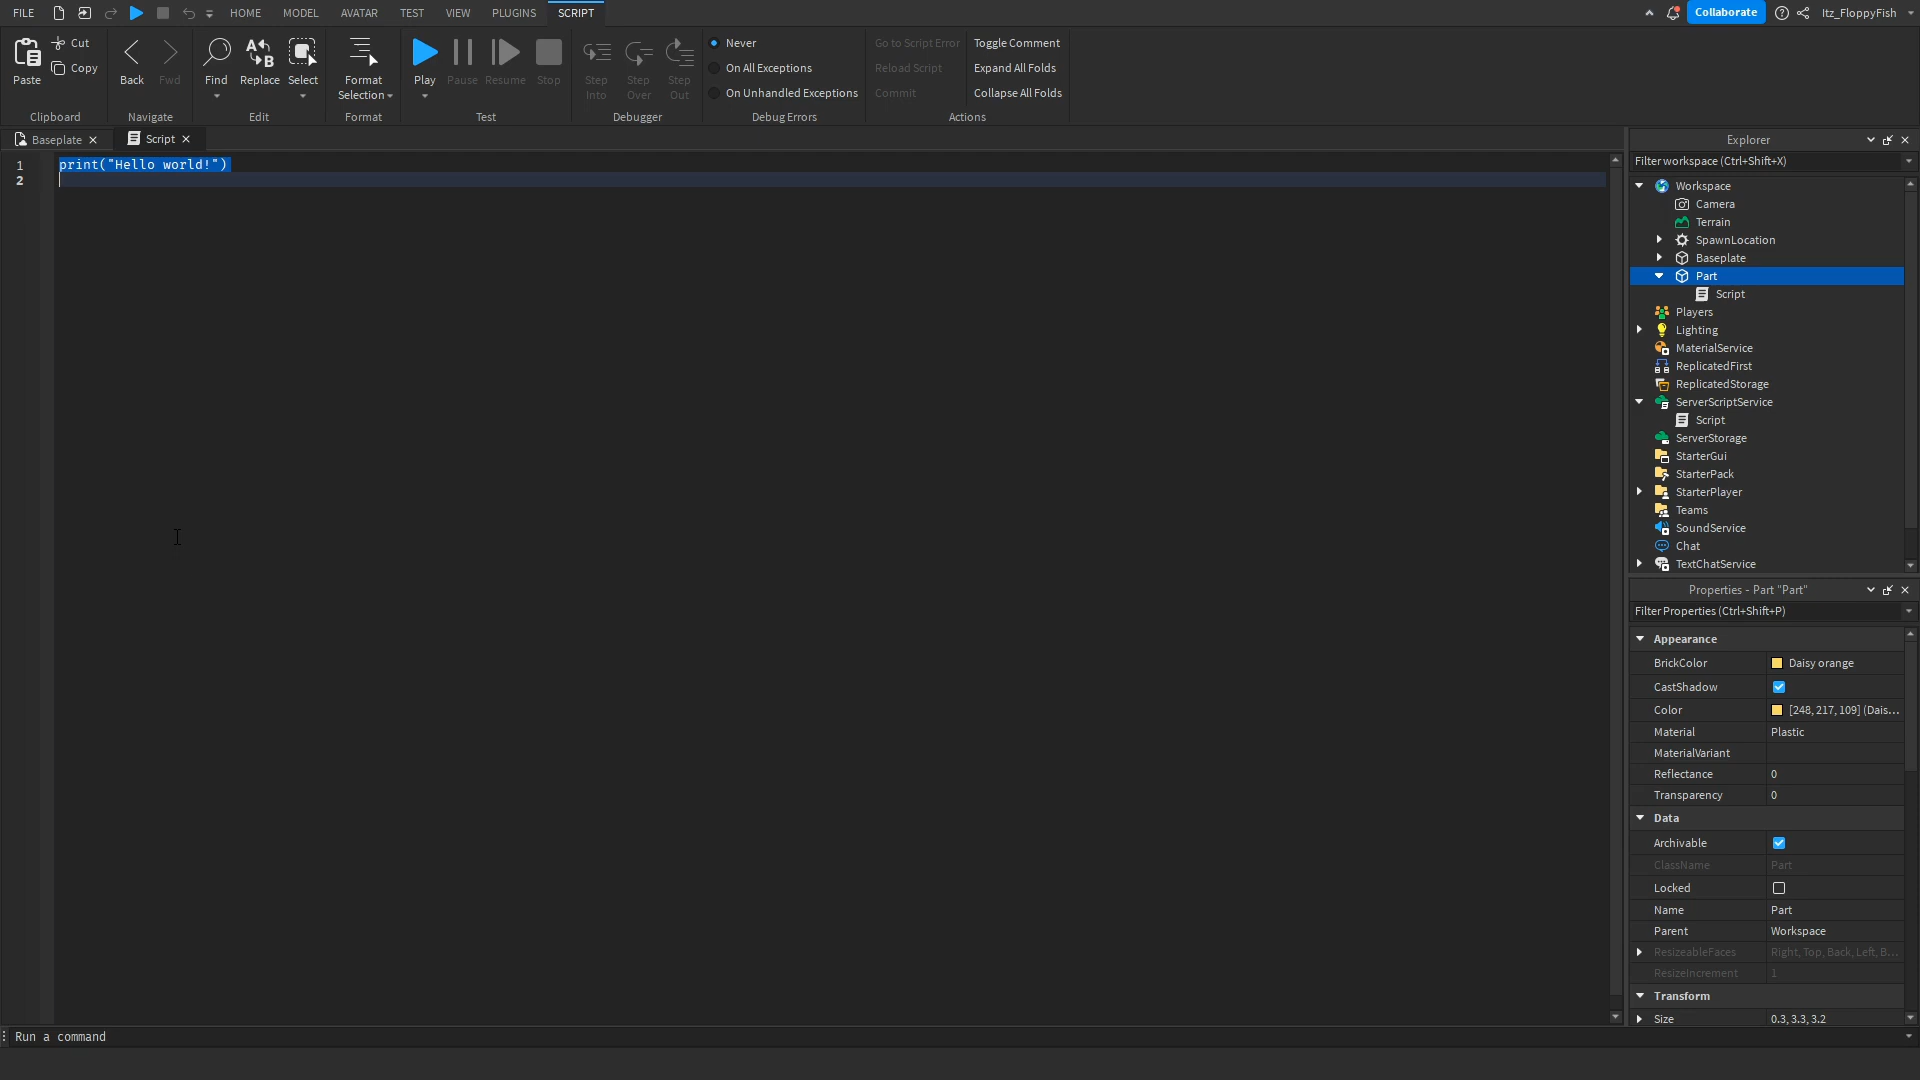 FILE HOME MODEL AVATAR TEST VIEW PLUGINS SCRIPT Collaborate Itz_FloppyFish
Paste Cut Copy
Back Fwd
Find Replace Select
Format Selection
Play Pause Resume Stop
Step Into Step Over Step Out
Never
On All Exceptions
On Unhandled Exceptions
Go to Script Error
Reload Script
Commit
Toggle Comment
Expand All Folds
Collapse All Folds
Clipboard Navigate Edit Format Test Debugger Debug Errors Actions
Baseplate Script
1 print("Hello world!")
2
Explorer
Filter workspace (Ctrl+Shift+X)
Workspace
Camera
Terrain
SpawnLocation
Baseplate
Part
Script
Players
Lighting
MaterialService
ReplicatedFirst
ReplicatedStorage
ServerScriptService
Script
ServerStorage
StarterGui
StarterPack
StarterPlayer
Teams
SoundService
Chat
TextChatService
Properties - Part "Part"
Filter Properties (Ctrl+Shift+P)
Appearance
BrickColor Daisy orange
CastShadow
Color [248, 217, 109] (Dais...
Material Plastic
MaterialVariant
Reflectance 0
Transparency 0
Data
Archivable
ClassName Part
Locked
Name Part
Parent Workspace
ResizeableFaces Right, Top, Back, Left, B...
ResizeIncrement 1
Transform
Size 0.3, 3.3, 3.2
Run a command